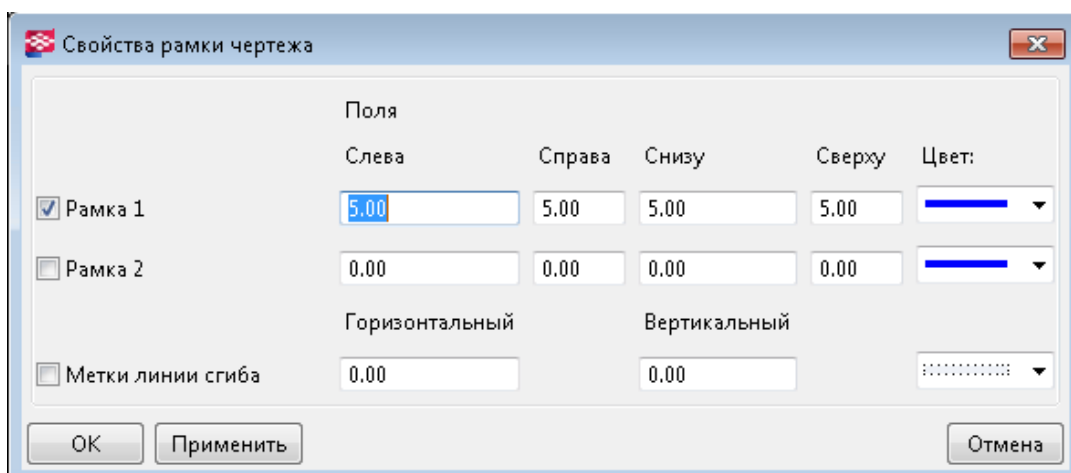 Свойства рамки чертежа
Поля
Слева Справа Снизу Сверху Цвет:
Рамка 1 5.00 5.00 5.00 5.00
Рамка 2 0.00 0.00 0.00 0.00
Горизонтальный Вертикальный
Метки линии сгиба 0.00 0.00
OK Применить Отмена